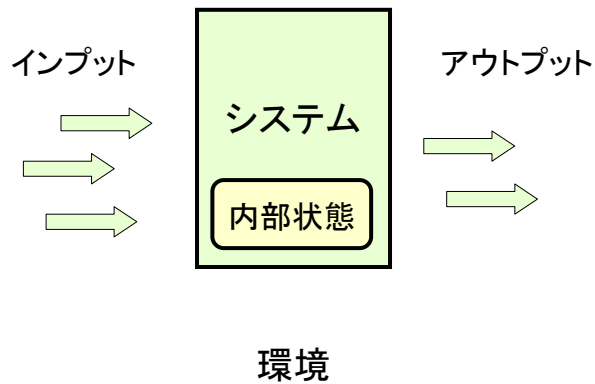 インプット
アウトプット
システム
内部状態
環境